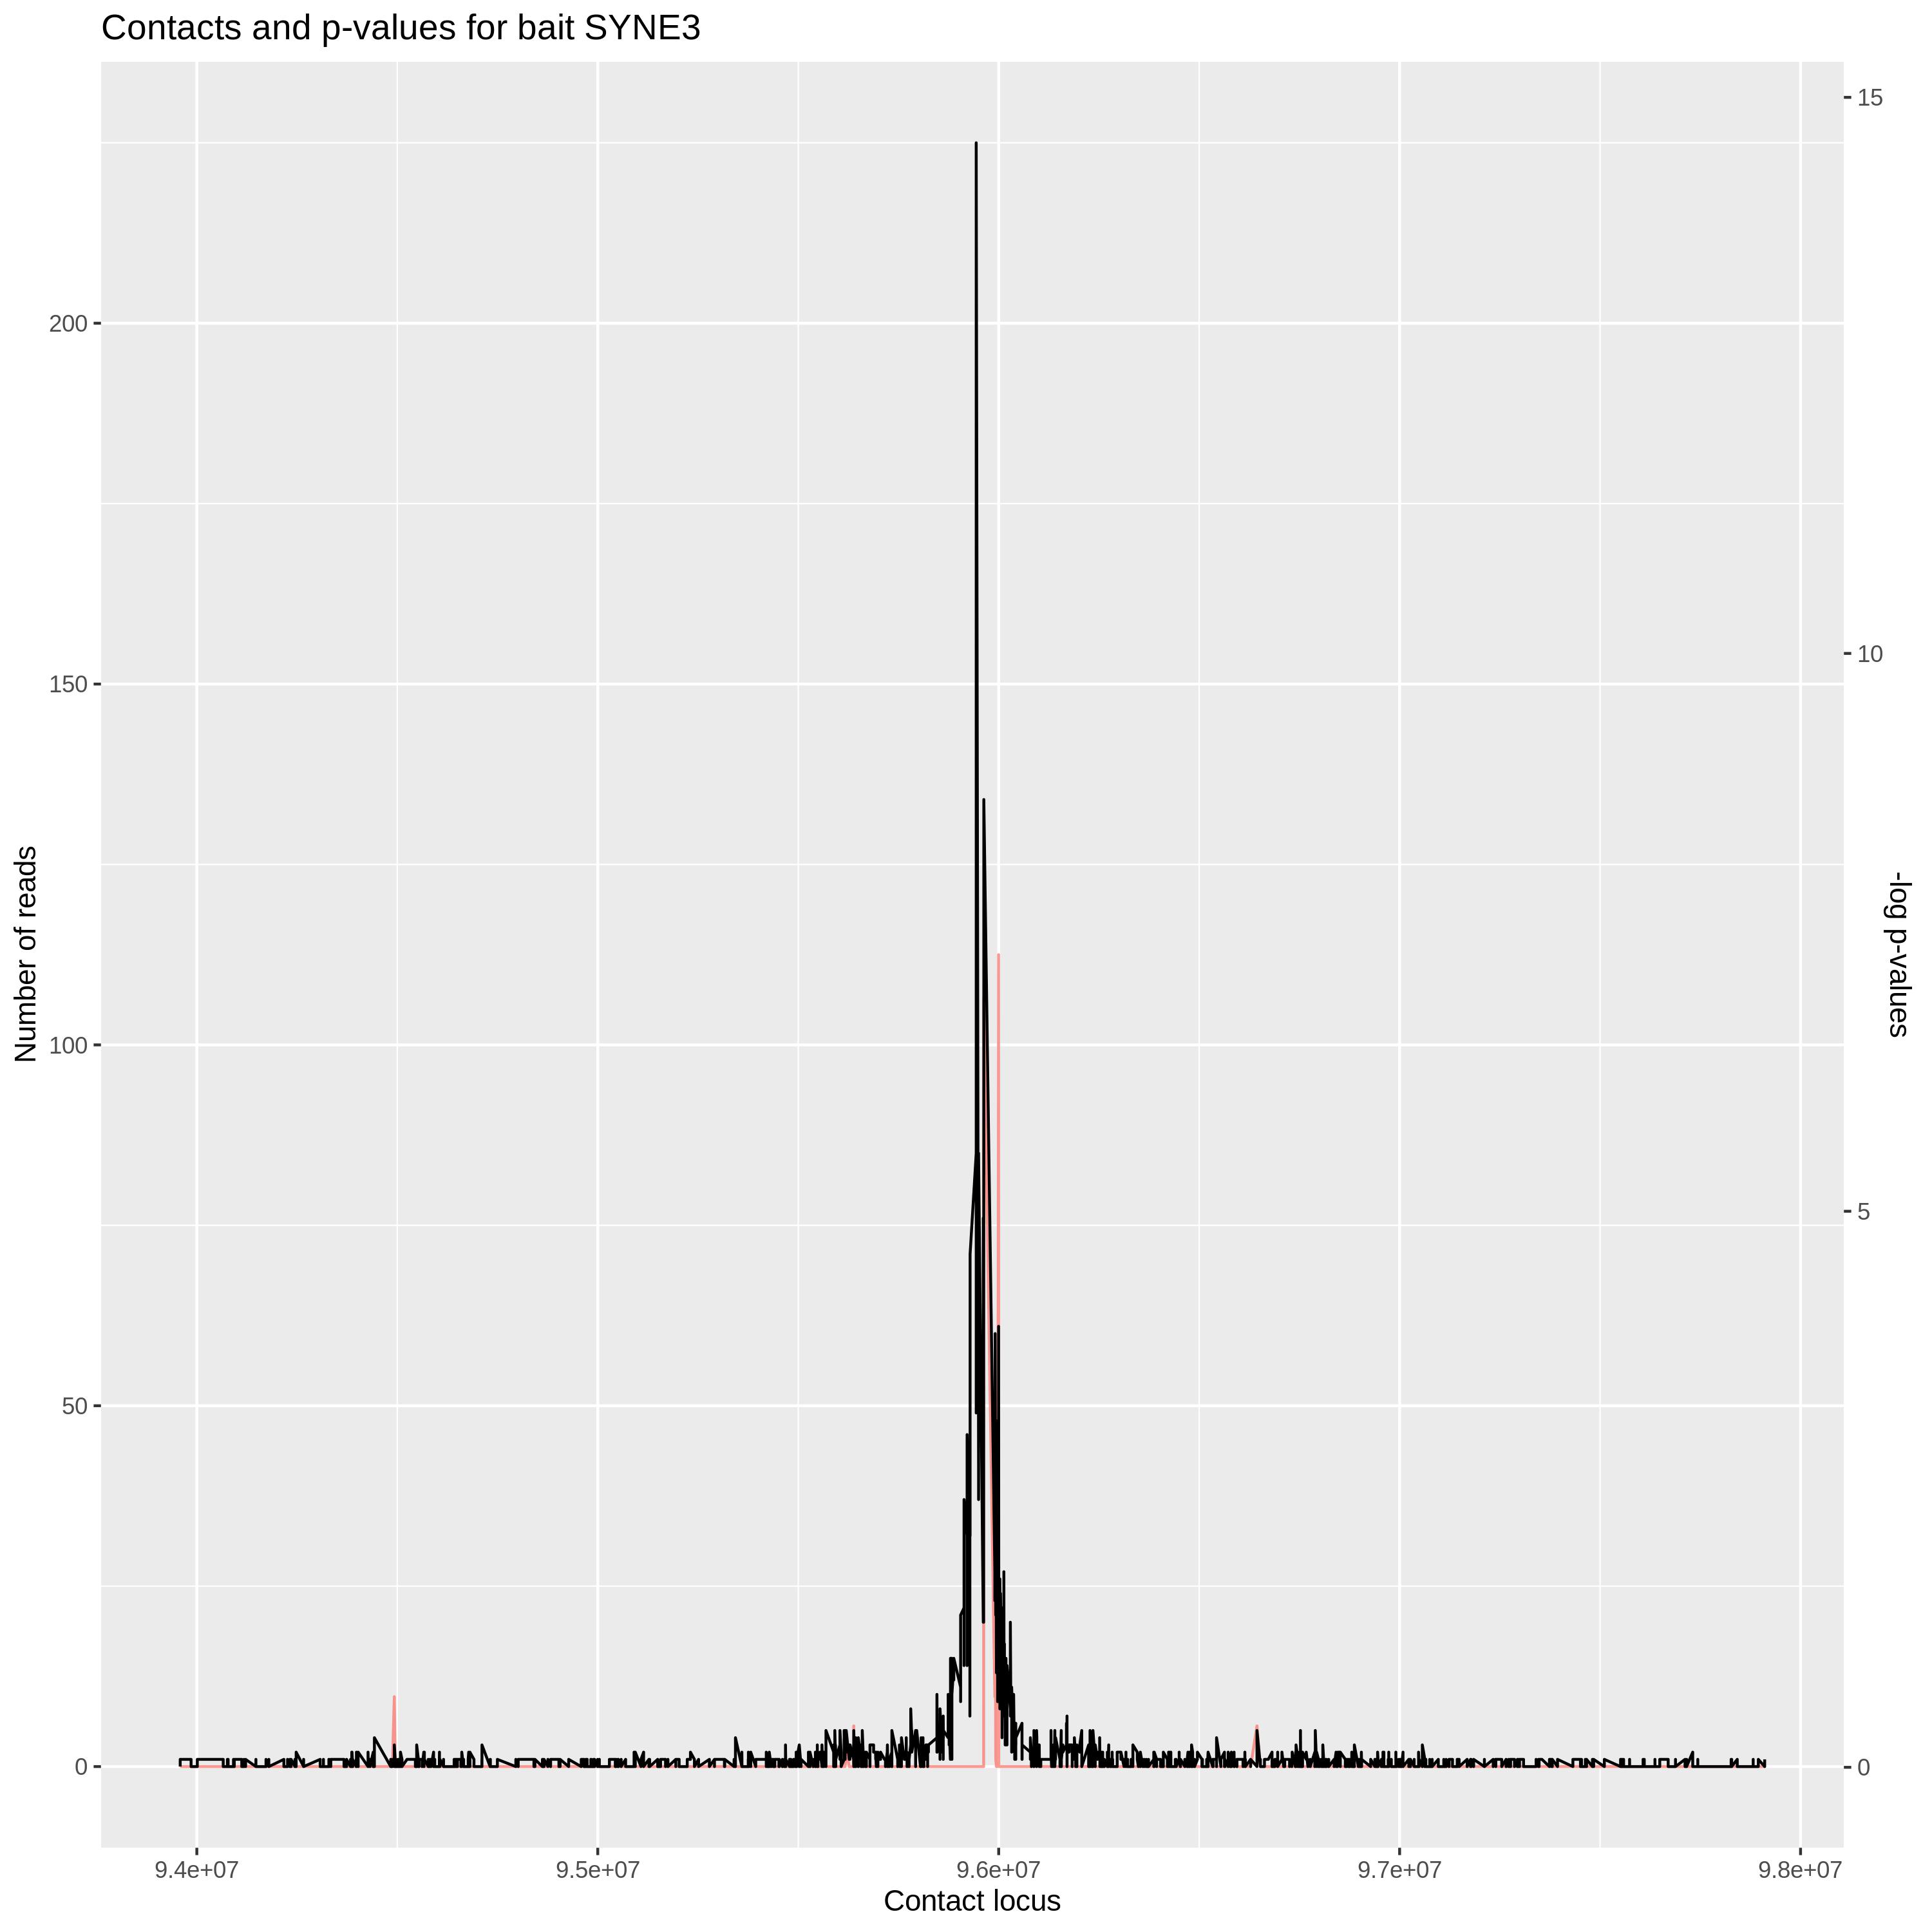 Contacts and p-values for bait SYNE3
Number of reads
200
150
100
50
0
15
10
5
0
-log p-values
9.4e+07 9.5e+07 9.6e+07 9.7e+07 9.8e+07
Contact locus